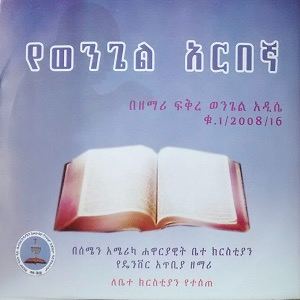 የወንጌል አርበኛ
በዘማሪ ፍቅረ ወንጌል አዲሴ
ቁ.1/2008/16
በሰሜን አሜሪካ ሐዋርያዊት ቤተ ክርስቲያን
የዴንቨር አጥቢያ ዘማሪ
ለቤተ ክርስቲያን የተሰጠ